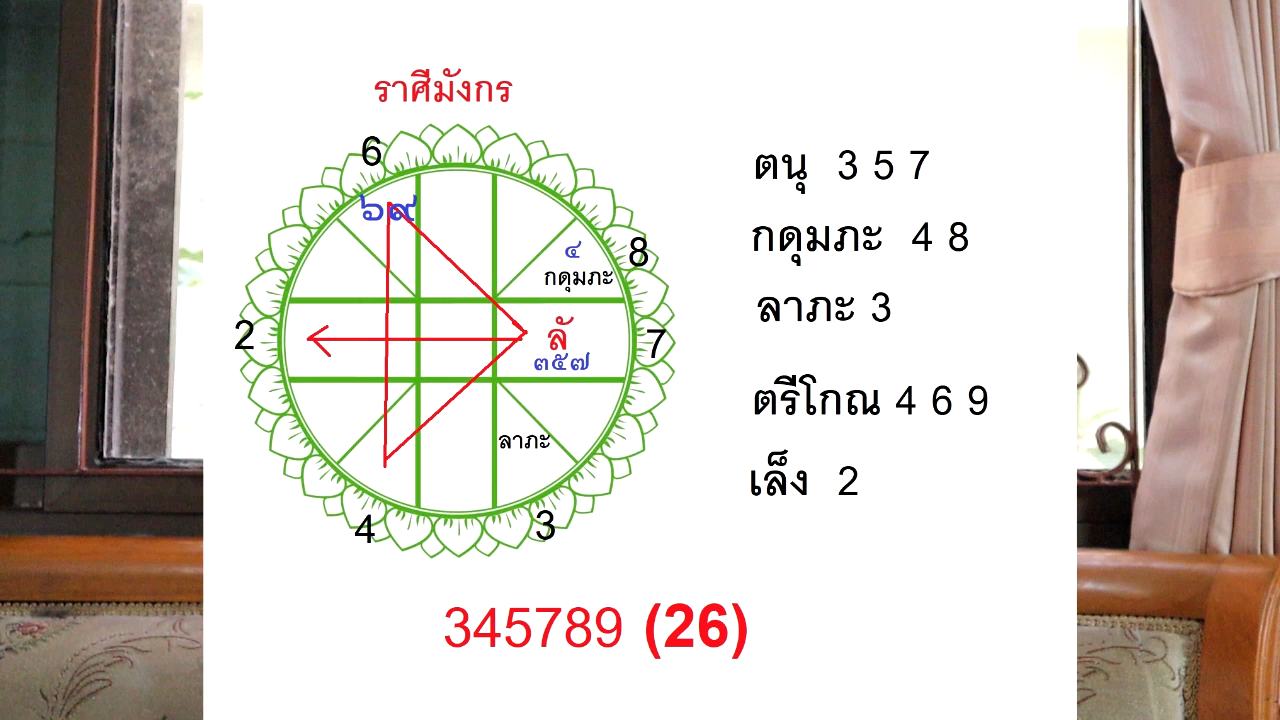 ราศีมังกร
6
๖๙
ตนุ 3 5 7
๔
8
กดุมภะ
กดุมภะ 4 8
2
ลั
๓๕๗
7
ลาภะ 3
ลาภะ
ตรีโกณ 4 6 9
เล็ง 2
4
3
345789 (26)